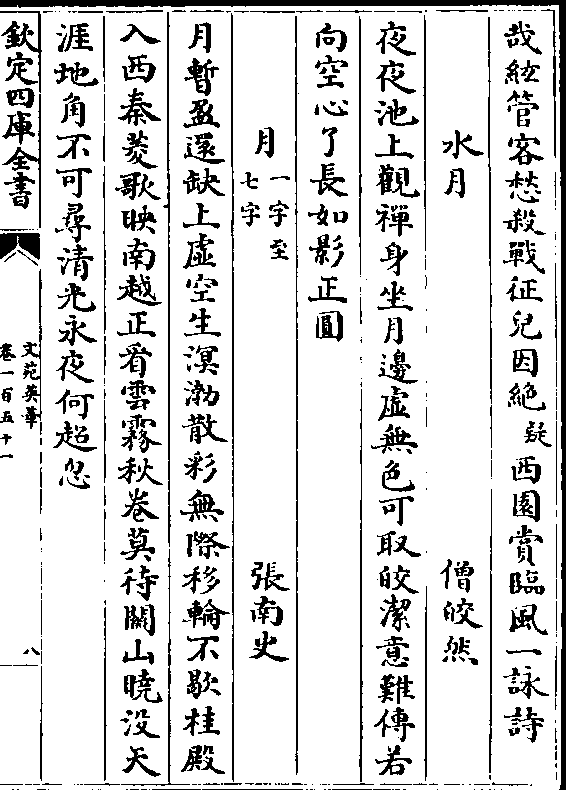 哉絃管客愁殺戰征兒因絶疑西園賞臨風一詠詩
水月 僧皎然
夜夜池上觀禪身坐月邊虛無色可取皎潔意難傳若
向空心了長如影正圓
月一字至七字 張南史
月暫盈還缺上虛空生溟渤散彩無際移輪不歇桂殿
入西秦菱歌映南越正看雲霧秋卷莫待關山曉没天
涯地角不可尋清光永夜何超忽
欽定四庫全書
文苑英華
卷一百五十一
八